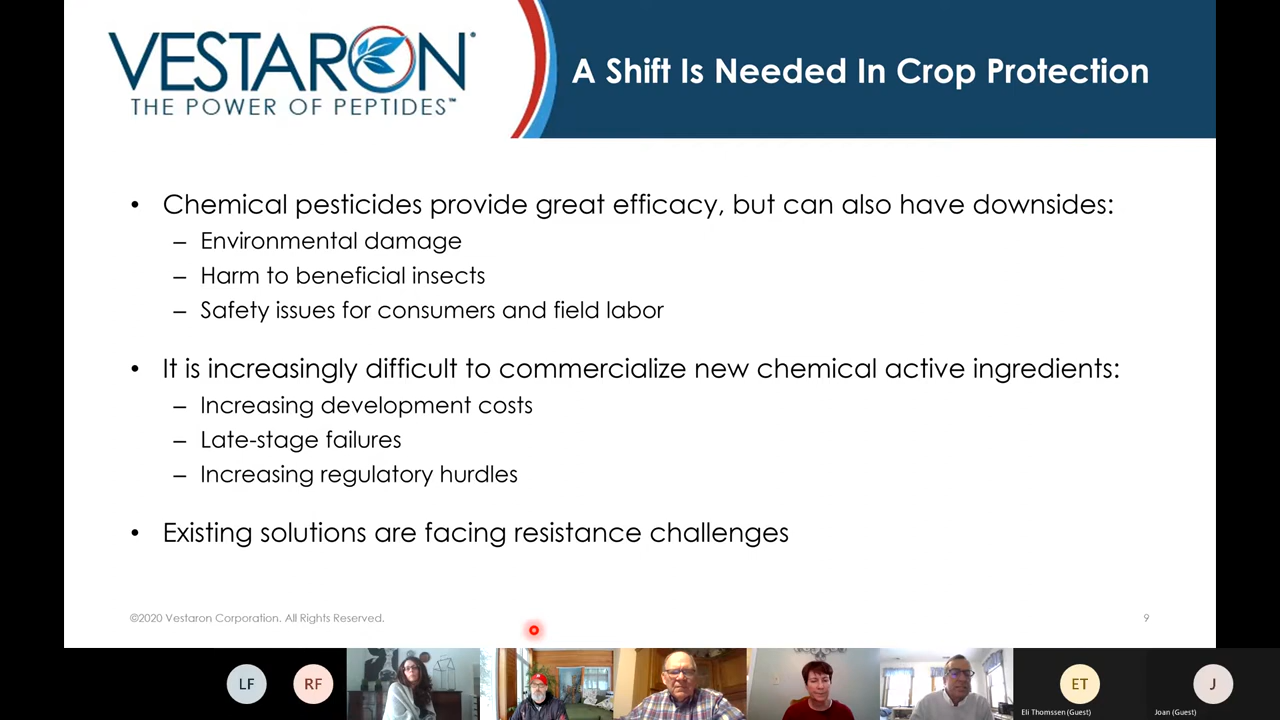 VESTARON®
THE POWER OF PEPTIDES™
A Shift Is Needed In Crop Protection
• Chemical pesticides provide great efficacy, but can also have downsides:
– Environmental damage
– Harm to beneficial insects
– Safety issues for consumers and field labor
• It is increasingly difficult to commercialize new chemical active ingredients:
– Increasing development costs
– Late-stage failures
– Increasing regulatory hurdles
• Existing solutions are facing resistance challenges
©2020 Vestaron Corporation. All Rights Reserved.
9
LF
RF
ET
J
Eli Thomssen (Guest)
Joan (Guest)